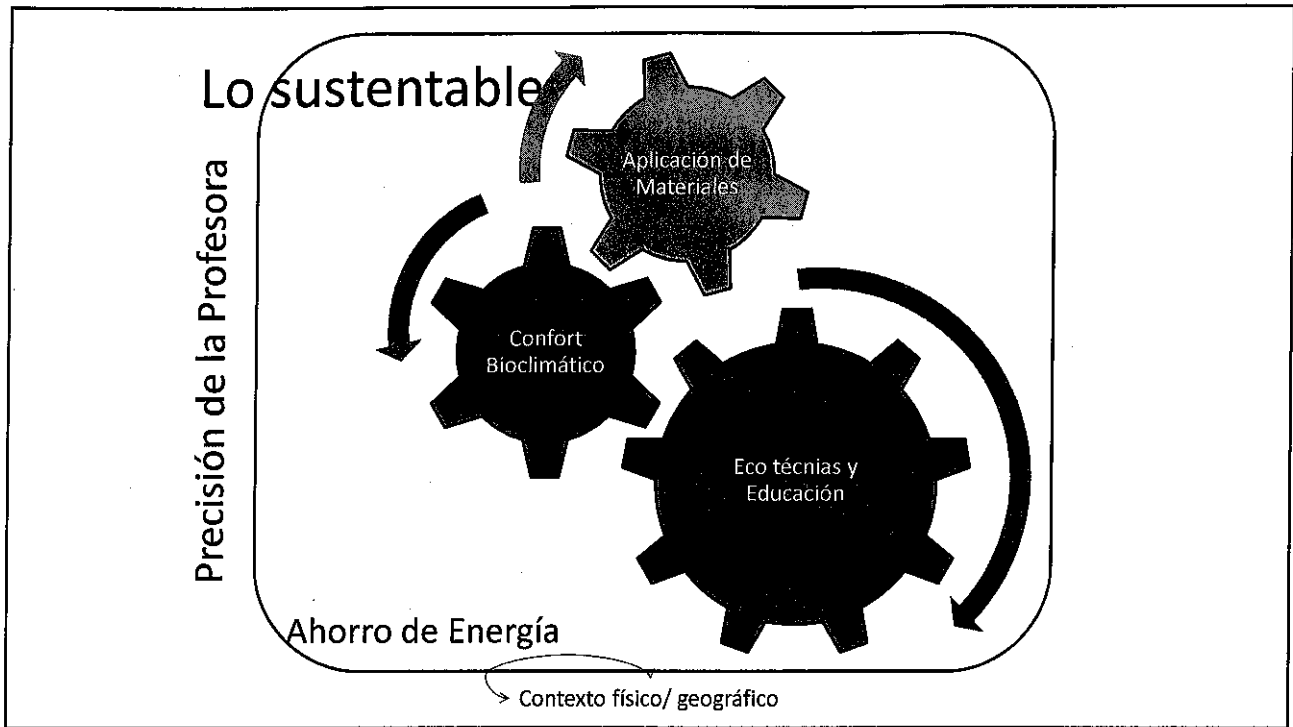 Lo sustentable
Precisión de la Profesora
Aplicación de
Materiales
Confort
Bioclimático
Eco técnias y
Educación
Ahorro de Energía
Contexto físico/ geográfico